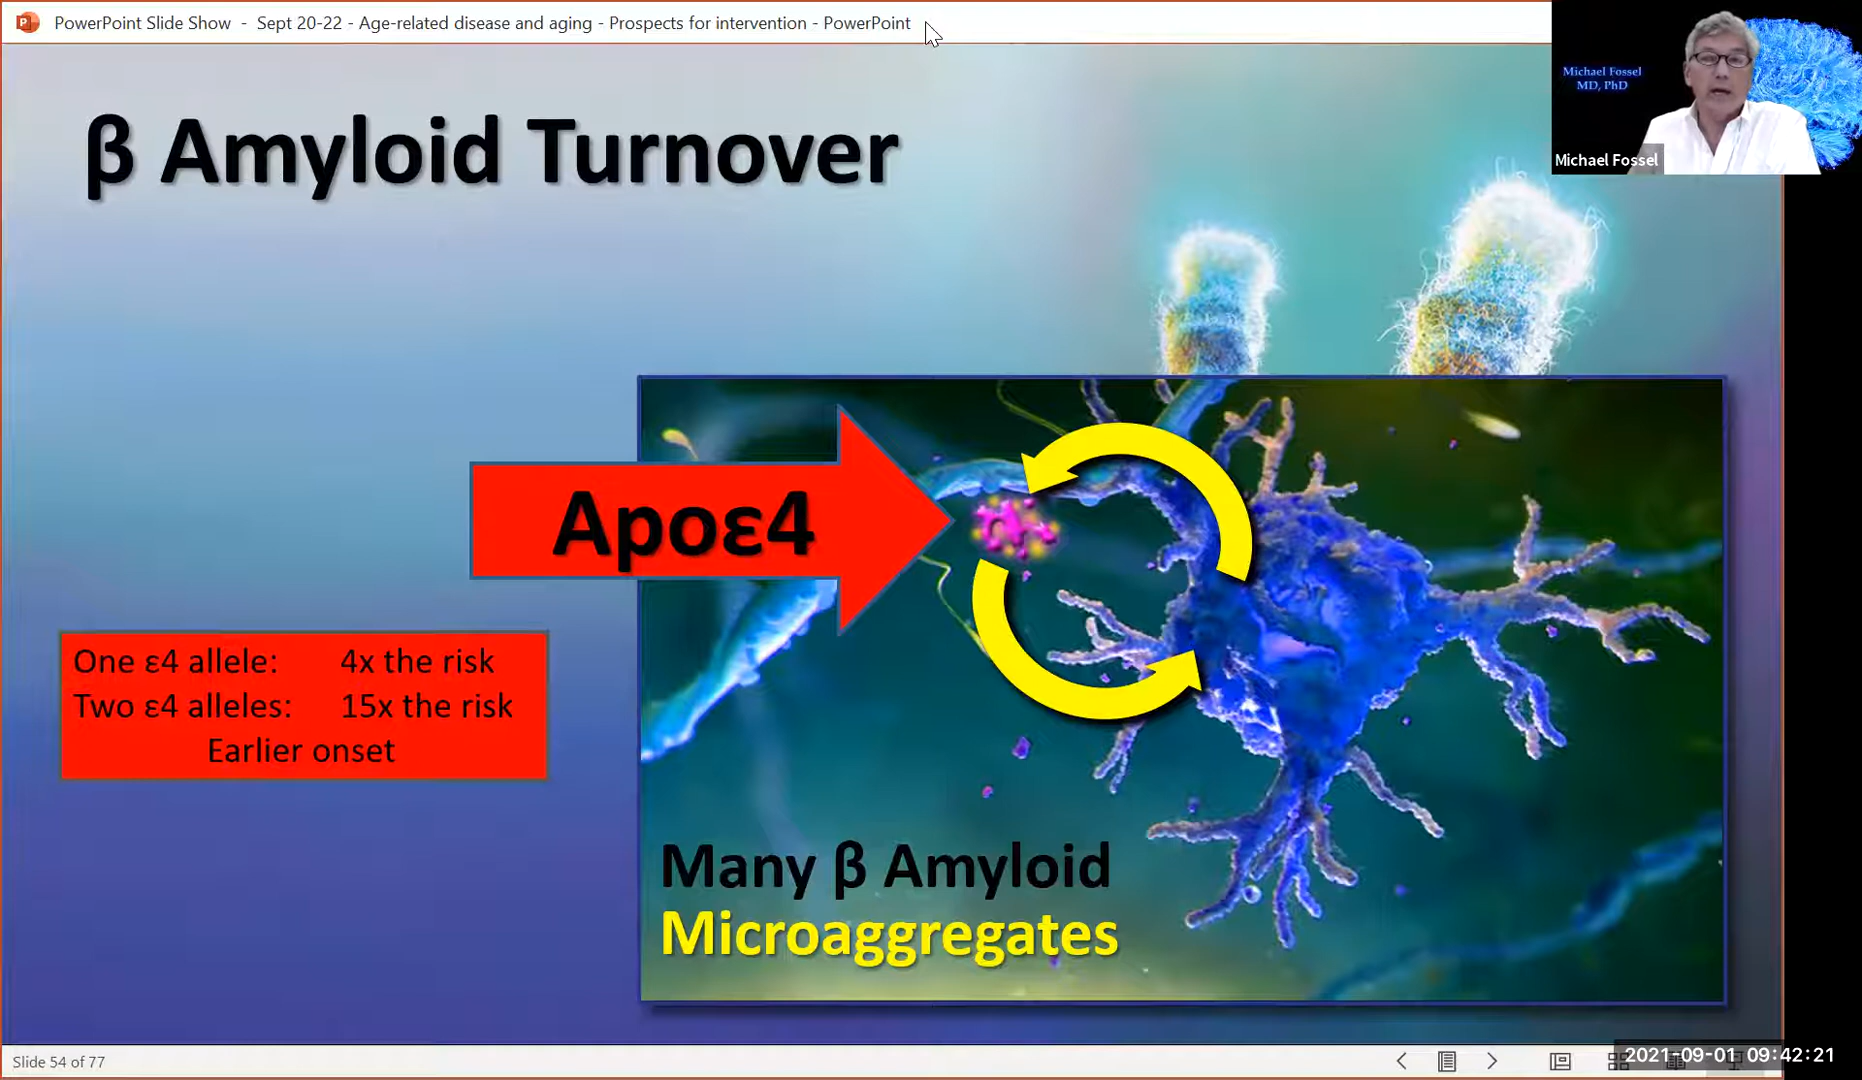 PowerPoint Slide Show - Sept 20-22 - Age-related disease and aging - Prospects for intervention - PowerPoint
Michael Fossel
MD, PhD
Michael Fossel
β Amyloid Turnover
Apoε4
One ε4 allele: 4x the risk
Two ε4 alleles: 15x the risk
Earlier onset
Many β Amyloid
Microaggregates
Slide 54 of 77
2021-09-01 09:42:21